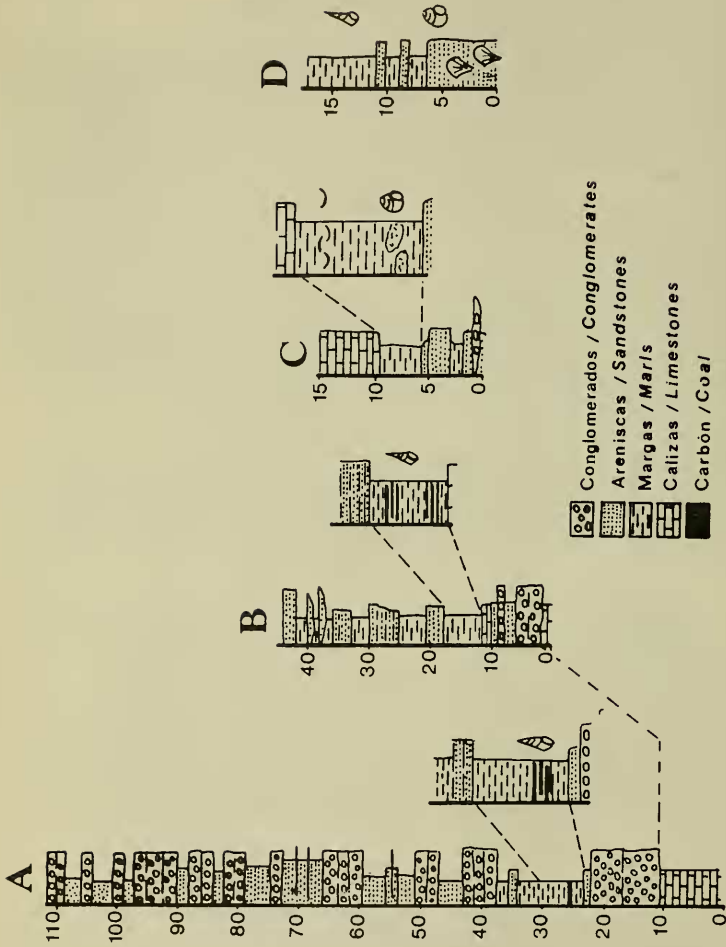 A
110
100
90
80
70
60
50
40
30
20
10
0
B
40
30
20
10
0
C
15
10
5
0
D
15
10
5
0
Conglomerados / Conglomerates
Areniscas / Sandstones
Margas / Marls
Calizas / Limestones
Carbón / Coal